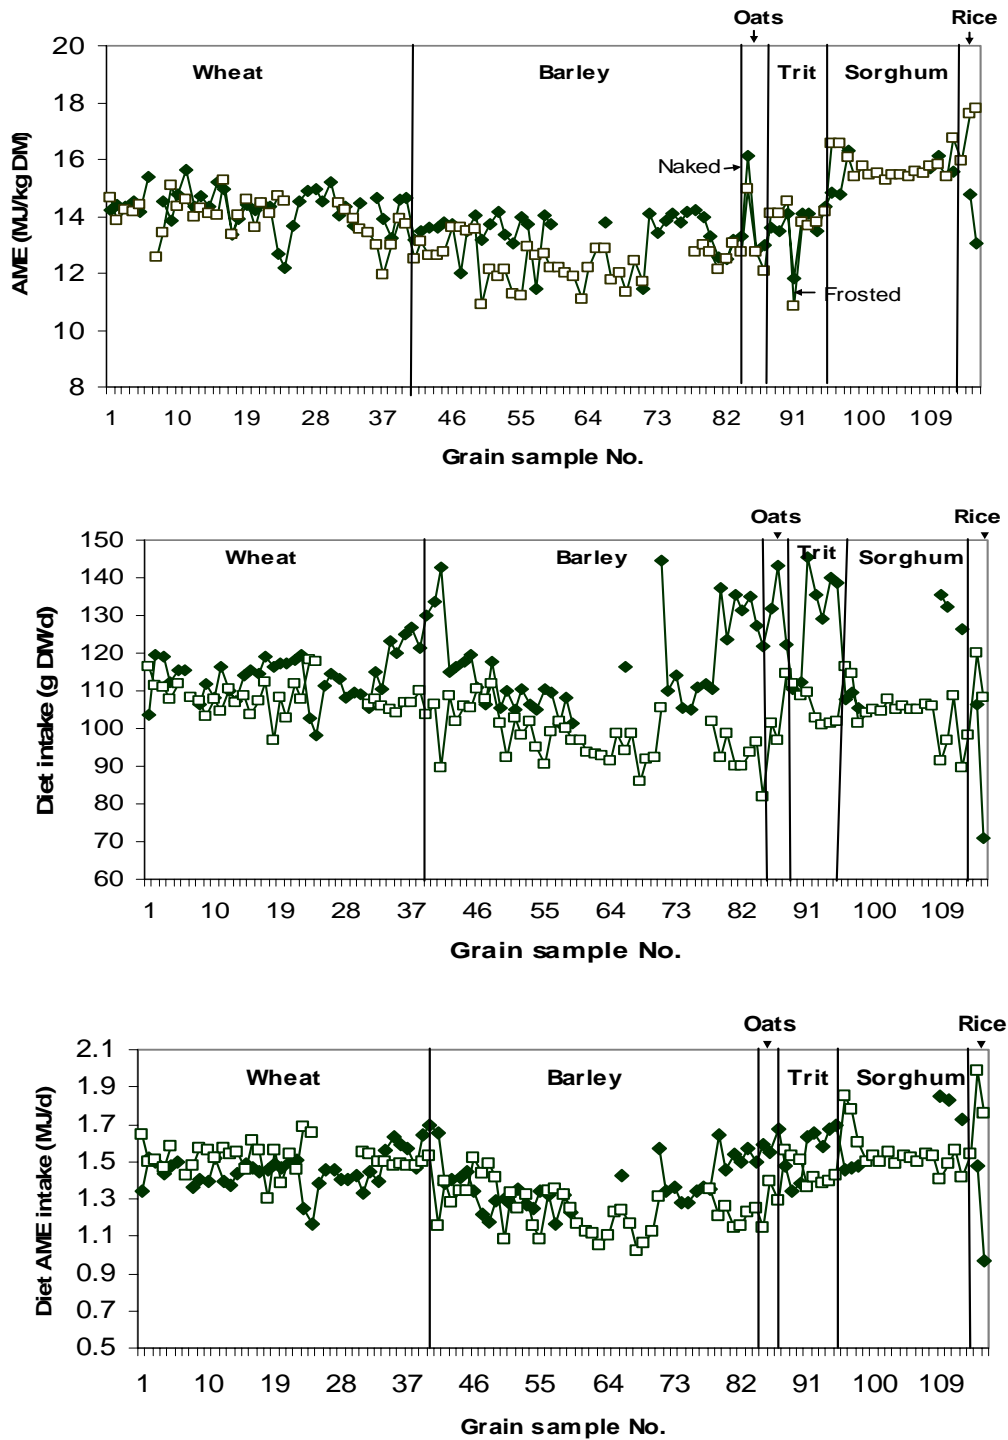 Oats
Rice
20
Wheat
Barley
Trit
Sorghum
18
AME (MJ/kg DM)
16
Naked
14
12
Frosted
10
8
1 10 19 28 37 46 55 64 73 82 91 100 109
Grain sample No.
Oats
Rice
150
Wheat
Barley
Trit
Sorghum
140
130
120
Diet intake (g DM/d)
110
100
90
80
70
60
1 10 19 28 37 46 55 64 73 82 91 100 109
Grain sample No.
Oats
Rice
2.1
Wheat
Barley
Trit
Sorghum
1.9
1.7
Diet AME intake (MJ/d)
1.5
1.3
1.1
0.9
0.7
0.5
1 10 19 28 37 46 55 64 73 82 91 100 109
Grain sample No.